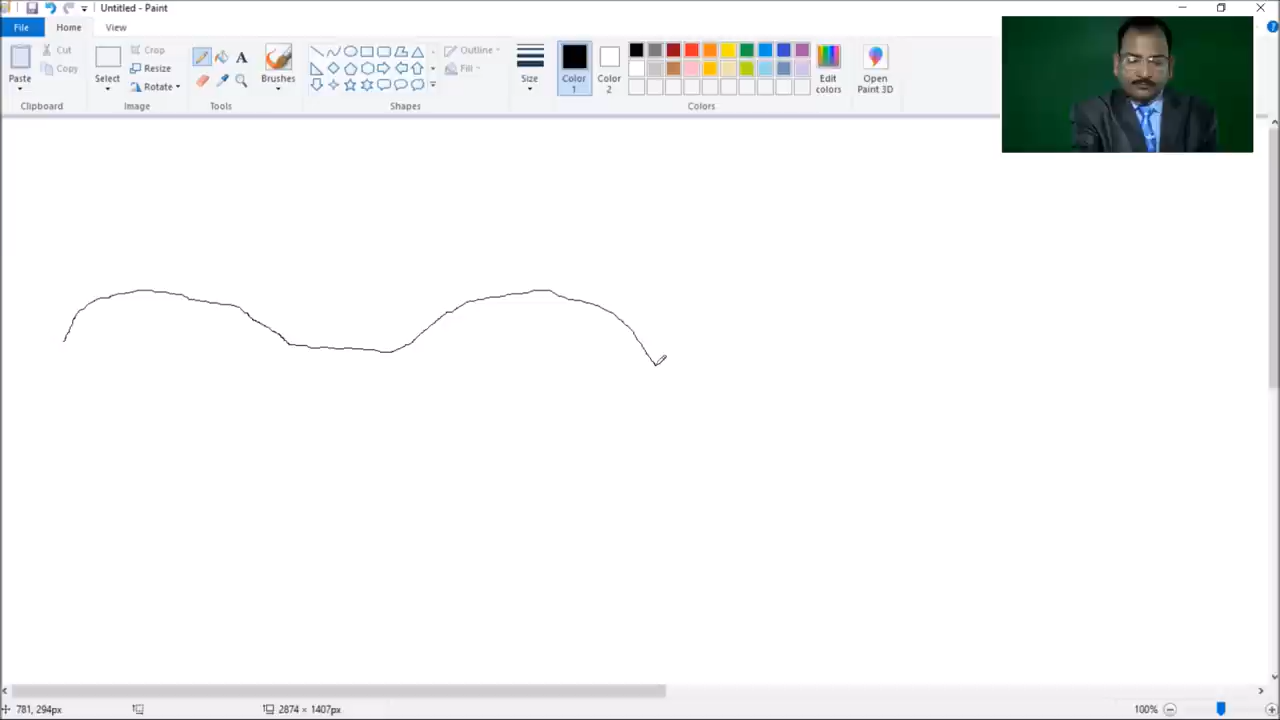 Untitled - Paint
File Home View
Paste
Cut
Copy
Clipboard
Select
Crop
Resize
Rotate
Image
A
Tools
Brushes
Outline
Fill
Shapes
Size
Color 1
Color 2
Edit colors
Colors
Open Paint 3D
781, 294px
2874 × 1407px
100%